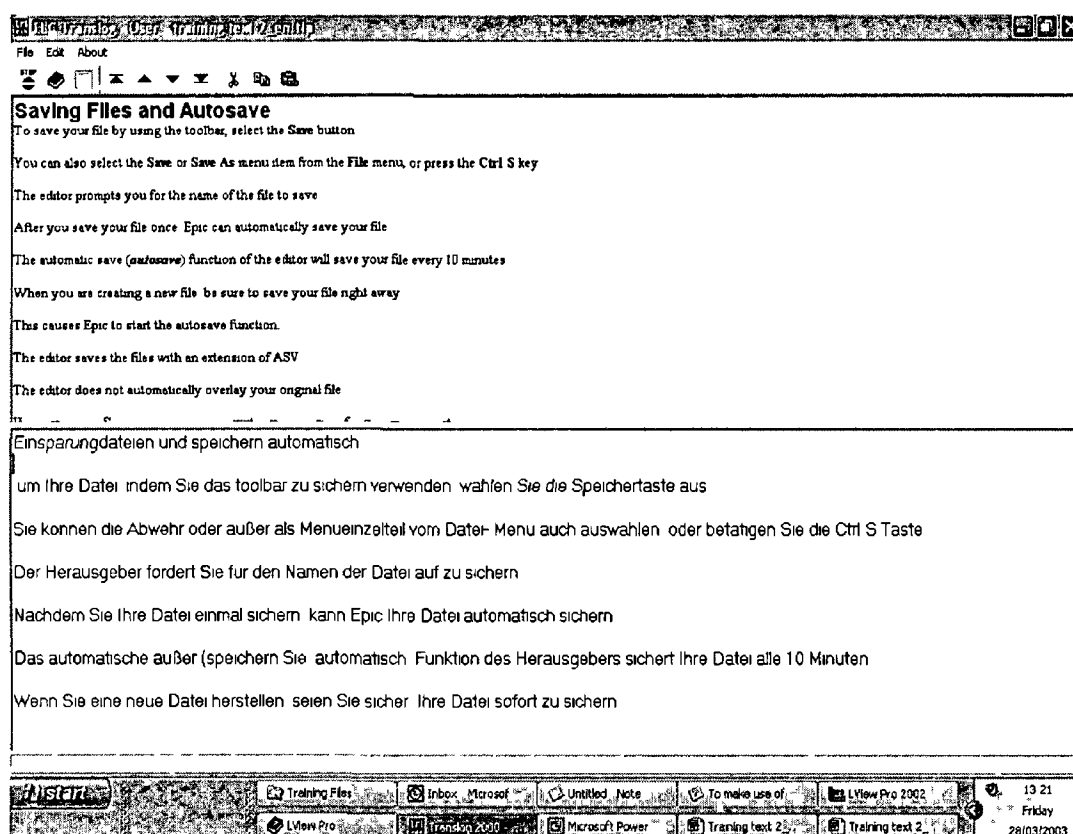 File Edit About
STOP
Saving Files and Autosave
To save your file by using the toolbar, select the Save button
You can also select the Save or Save As menu item from the File menu, or press the Ctrl S key
The editor prompts you for the name of the file to save
After you save your file once Epic can automatically save your file
The automatic save (autosave) function of the editor will save your file every 10 minutes
When you are creating a new file be sure to save your file right away
This causes Epic to start the autosave function.
The editor saves the files with an extension of ASV
The editor does not automatically overlay your original file
Einsparungdateien und speichern automatisch
um Ihre Datei indem Sie das toolbar zu sichern verwenden wahlen Sie die Speichertaste aus
Sie konnen die Abwehr oder außer als Menueinzelteil vom Datei- Menu auch auswahlen oder betatigen Sie die Ctrl S Taste
Der Herausgeber fordert Sie fur den Namen der Datei auf zu sichern
Nachdem Sie Ihre Datei einmal sichern kann Epic Ihre Datei automatisch sichern
Das automatische außer (speichern Sie automatisch Funktion des Herausgebers sichert Ihre Datei alle 10 Minuten
Wenn Sie eine neue Datei herstellen seien Sie sicher Ihre Datei sofort zu sichern
start Training Files Inbox Microsof Untitled Note To make use of LView Pro 2002 13 21
Friday
LView Pro Trandog 2000 Microsoft Power Training text 2 Training text 2 28/03/2003